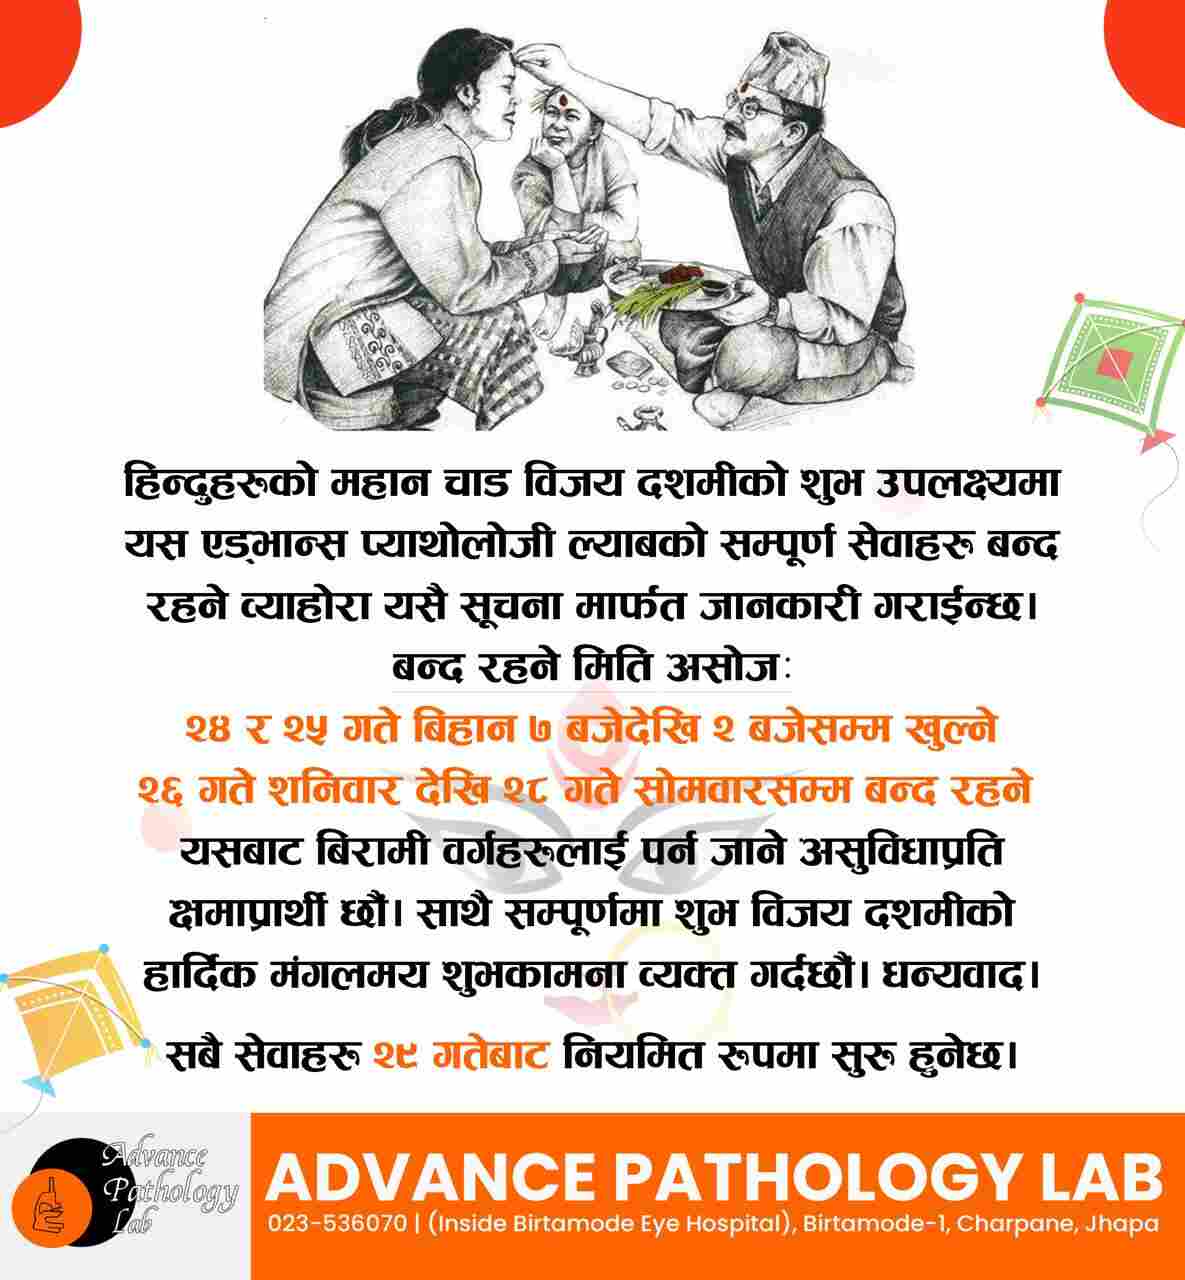 हिन्दुहरुको महान चाड विजय दशमीको शुभ उपलक्ष्यमा
यस एड्भान्स प्याथोलोजी ल्याबको सम्पूर्ण सेवाहरु बन्द
रहने व्याहोरा यसै सूचना मार्फत जानकारी गराईन्छ।
बन्द रहने मिति असोज:
२४ र २५ गते बिहान ७ बजेदेखि २ बजेसम्म खुल्ने
२६ गते शनिवार देखि २८ गते सोमवारसम्म बन्द रहने
यसबाट बिरामी वर्गहरुलाई पर्न जाने असुविधाप्रति
क्षमाप्रार्थी छौं। साथै सम्पूर्णमा शुभ विजय दशमीको
हार्दिक मंगलमय शुभकामना व्यक्त गर्दछौं। धन्यवाद।
सबै सेवाहरु २९ गतेबाट नियमित रुपमा सुरु हुनेछ।
Advance
Pathology
Lab
ADVANCE PATHOLOGY LAB
023-536070 | (Inside Birtamode Eye Hospital), Birtamode-1, Charpane, Jhapa